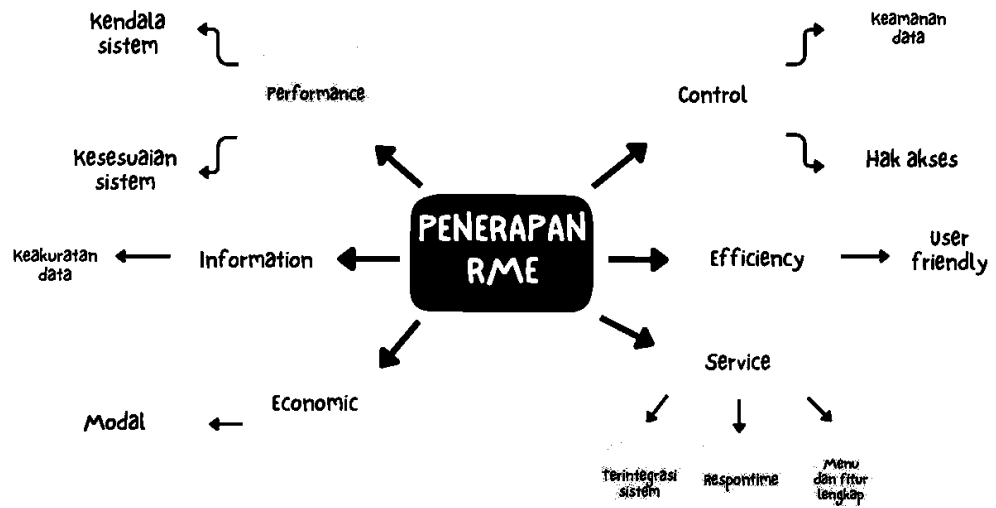 Kendala
sistem
Performance
Kesesuaian
sistem
Keakuratan
data
Information
Modal
Economic
PENERAPAN
RME
Control
Keamanan
data
Hak akses
Efficiency
User
friendly
Service
Terintegrasi
sistem
Respontime
Menu
dan fitur
lengkap